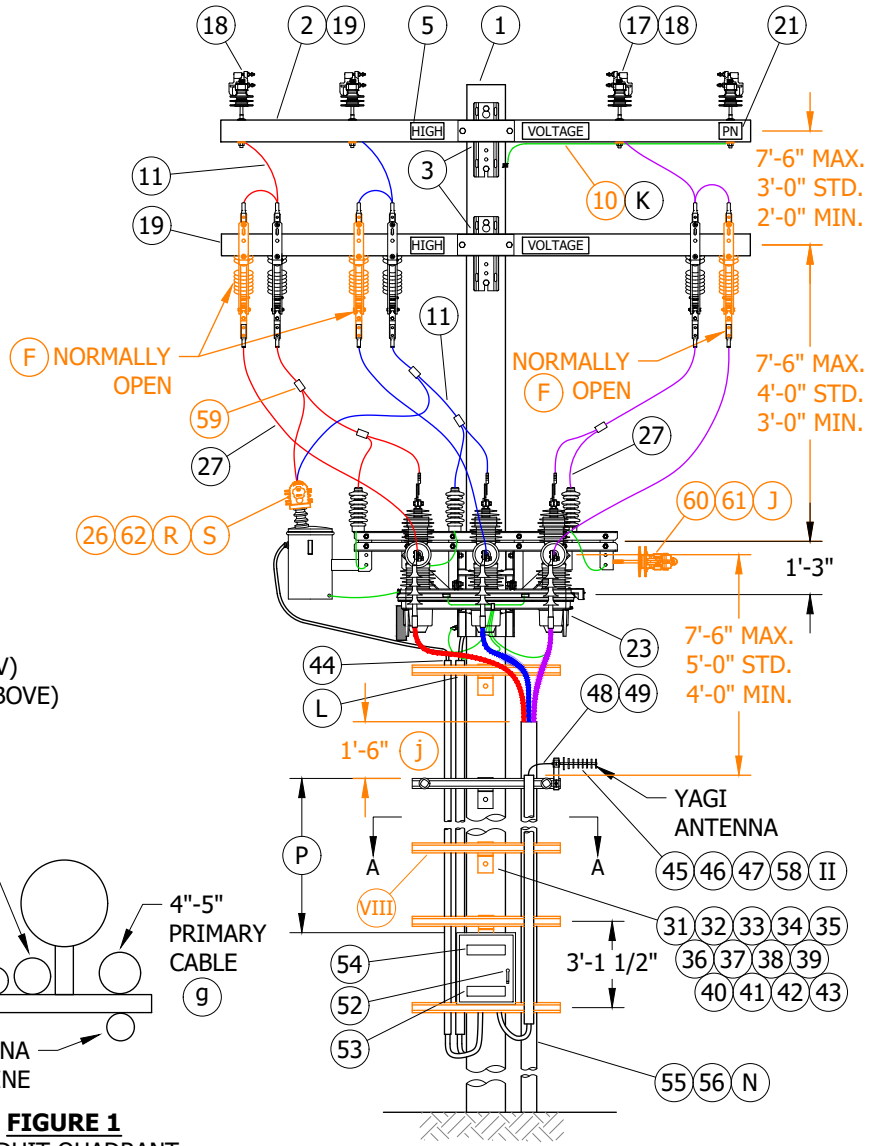 18 2 19 5 1 17 18 21
HIGH VOLTAGE PN
7'-6" MAX.
3'-0" STD.
2'-0" MIN.
11 3 10 K
19 HIGH VOLTAGE
F NORMALLY
OPEN
11
NORMALLY
F OPEN
7'-6" MAX.
4'-0" STD.
3'-0" MIN.
59
27 27
26 62 R S
60 61 J
1'-3"
23
7'-6" MAX.
5'-0" STD.
4'-0" MIN.
V)
BOVE)
44
L
48 49
1'-6" j
YAGI
ANTENNA
P
A A
45 46 47 58 II
VIII
4"-5"
PRIMARY
CABLE
g
31 32 33 34 35
36 37 38 39
40 41 42 43
3'-1 1/2"
54
52
53
NA
INE
55 56 N
FIGURE 1
DUIT QUADRANT